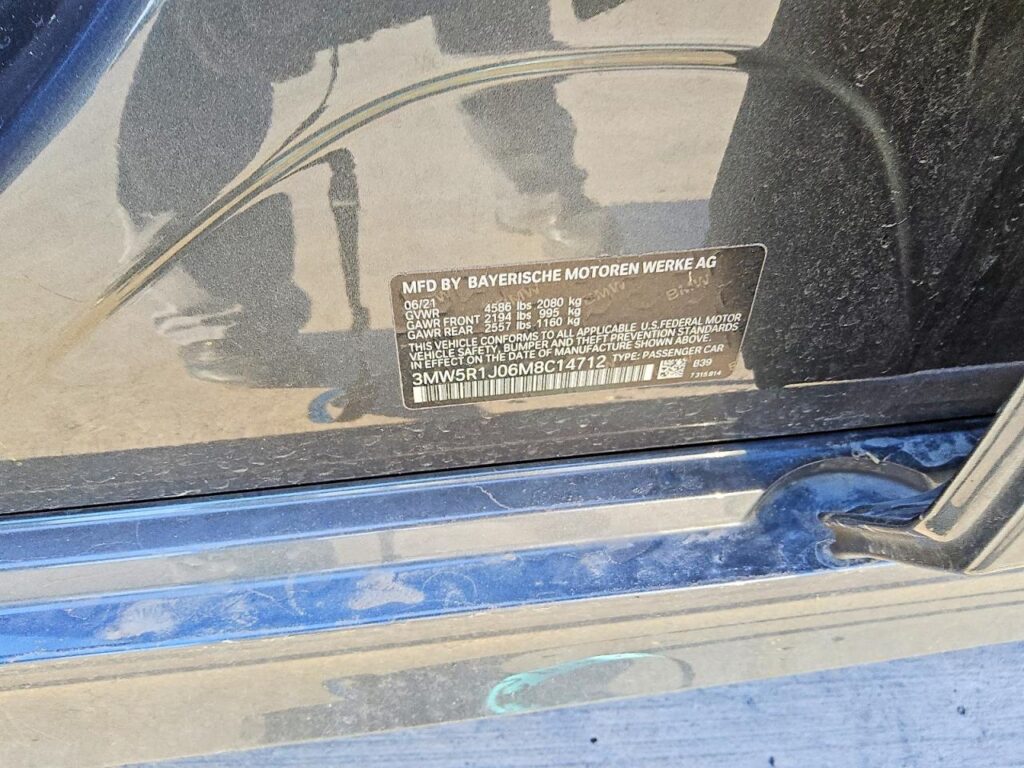 MFD BY BAYERISCHE MOTOREN WERKE AG
06/21
GVWR 4586 lbs 2080 kg
GAWR FRONT 2194 lbs 995 kg
GAWR REAR 2557 lbs 1160 kg
THIS VEHICLE CONFORMS TO ALL APPLICABLE U.S.FEDERAL MOTOR
VEHICLE SAFETY, BUMPER AND THEFT PREVENTION STANDARDS
IN EFFECT ON THE DATE OF MANUFACTURE SHOWN ABOVE.
3MW5R1J06M8C14712 TYPE: PASSENGER CAR
B39
7315814